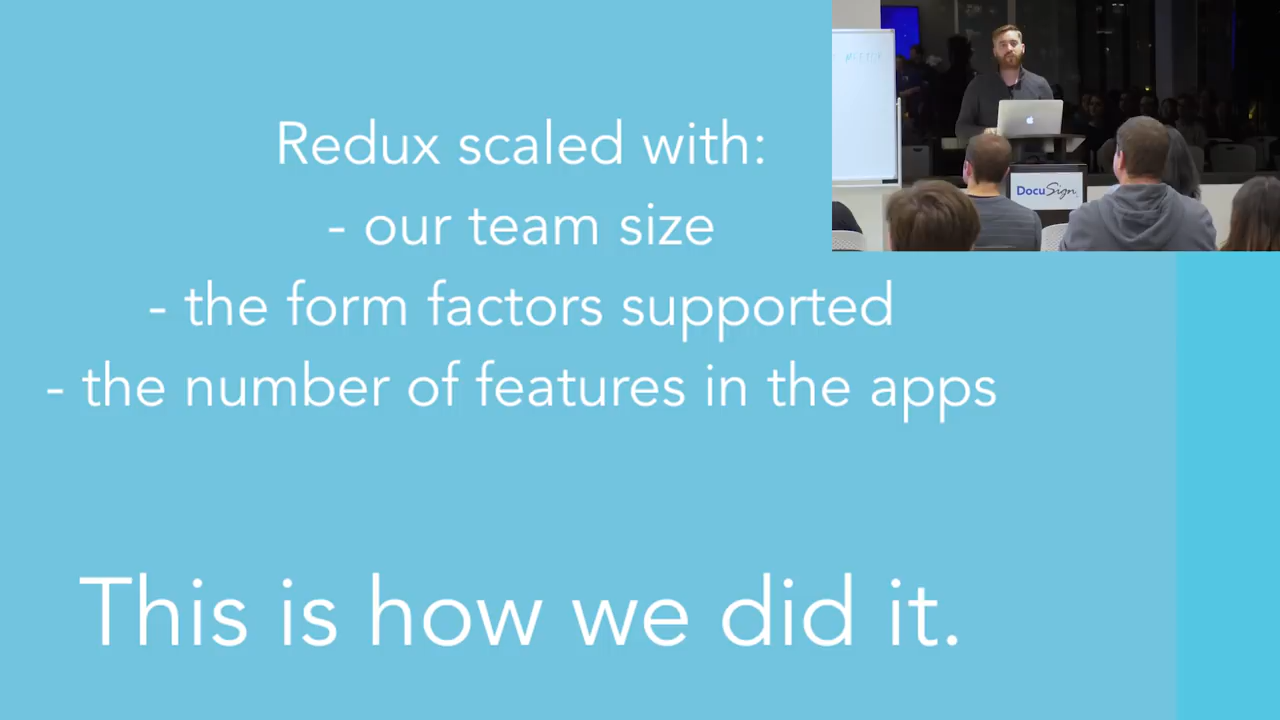 Redux scaled with:
- our team size
- the form factors supported
- the number of features in the apps
This is how we did it.
DocuSign